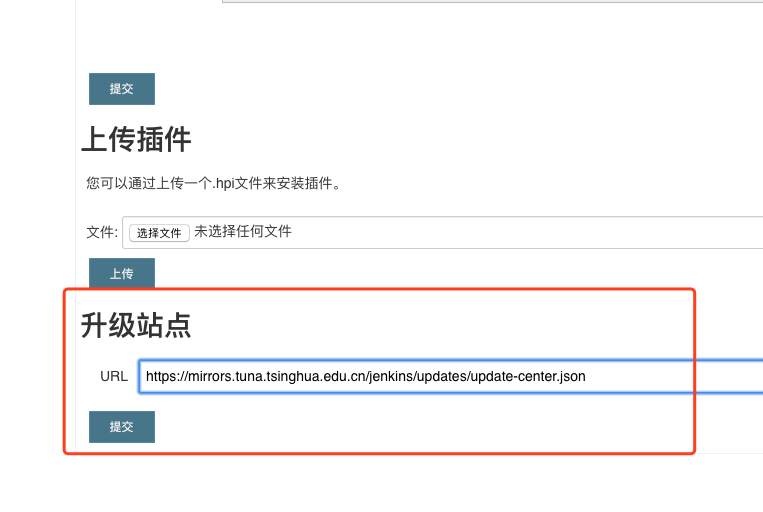 提交
上传插件
您可以通过上传一个.hpi文件来安装插件。
文件: 选择文件 未选择任何文件
上传
升级站点
URL https://mirrors.tuna.tsinghua.edu.cn/jenkins/updates/update-center.json
提交